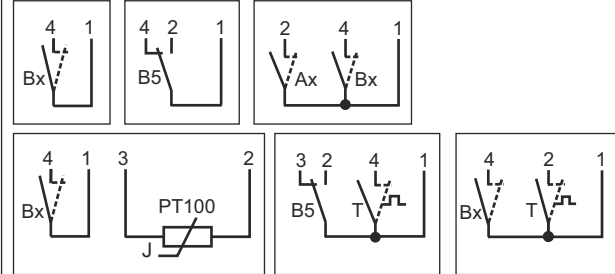 4 1
Bx
4 2 1
B5
2 4 1
Ax Bx
4 1 3 2
Bx
PT100
J
3 2 4 1
B5 T
4 2 1
Bx T